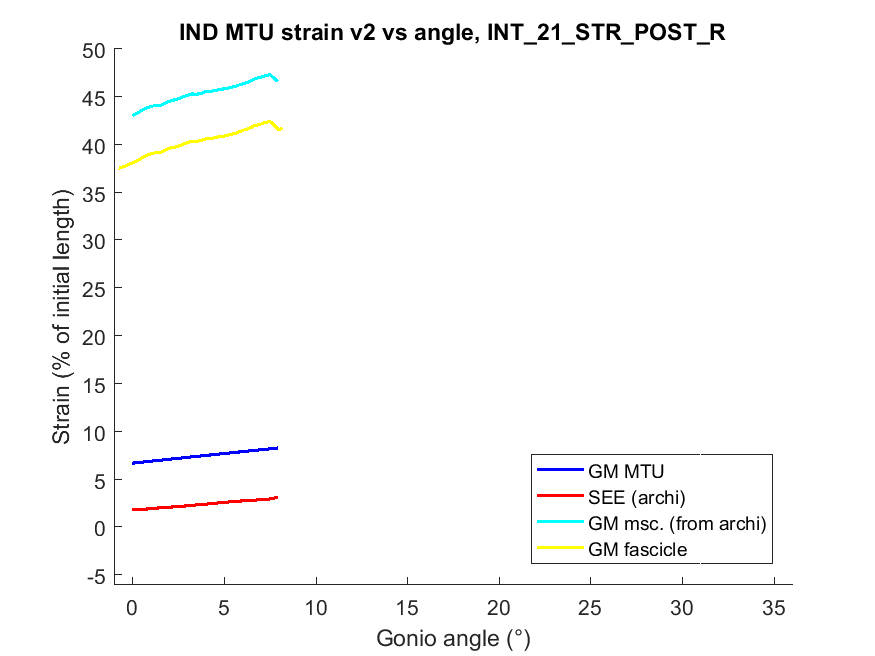 IND MTU strain v2 vs angle, INT_21_STR_POST_R
50
45
40
35
30
25
20
15
10
5
0
-5
Strain (% of initial length)
0 5 10 15 20 25 30 35
Gonio angle (°)
GM MTU
SEE (archi)
GM msc. (from archi)
GM fascicle